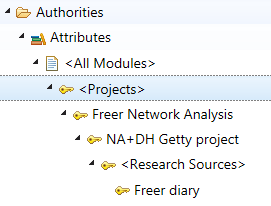 Authorities
Attributes
<All Modules>
<Projects>
Freer Network Analysis
NA+DH Getty project
<Research Sources>
Freer diary